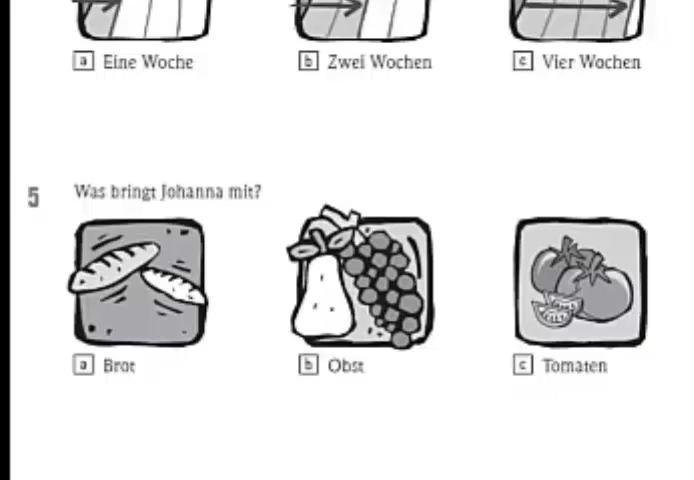 a Eine Woche
b Zwei Wochen
c Vier Wochen
5 Was bringt Johanna mit?
a Brot
b Obst
c Tomaten